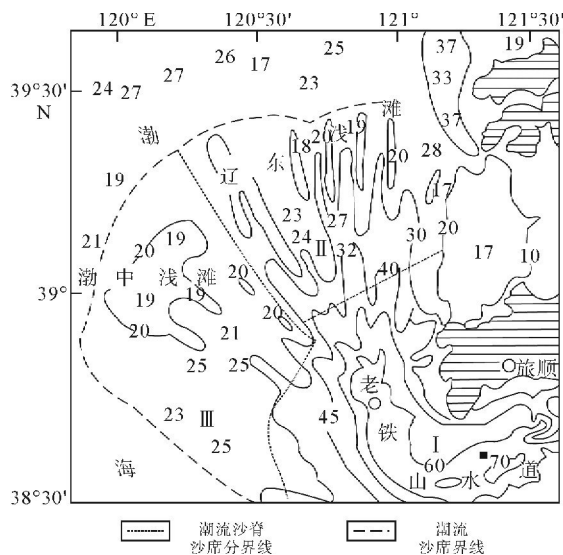 120° E 120°30' 121° 121°30'
37 19
26 25
27 17 33
39°30' 24 27 23
N 37
滩
渤 18 20 浅 19
辽 东 20 28
19 17
23 27 20
21 20 19 24 Ⅱ 32 30 17 10
渤 中 浅 滩 20 40
39° 19 19
20 21 20
25 25 旅顺
老
23 Ⅲ 45 铁 Ⅰ
25 60 70
海 山 水 道
38°30'
潮流沙脊
分界线
潮流
沙席界线